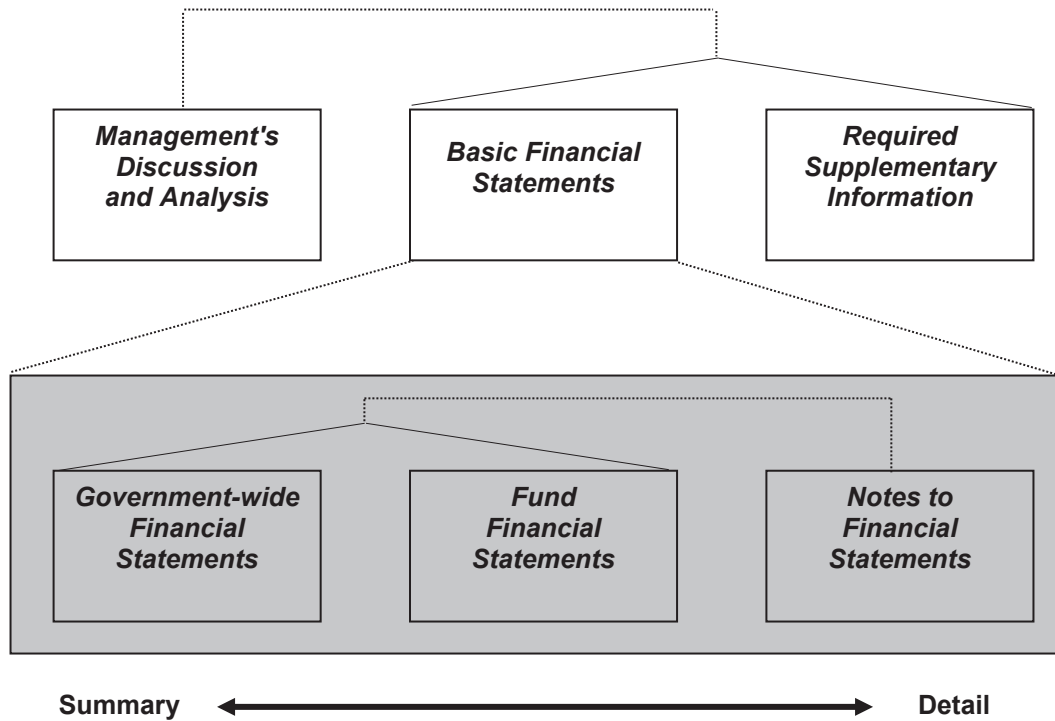 Management's
Discussion
and Analysis
Basic Financial
Statements
Required
Supplementary
Information
Government-wide
Financial
Statements
Fund
Financial
Statements
Notes to
Financial
Statements
Summary
Detail